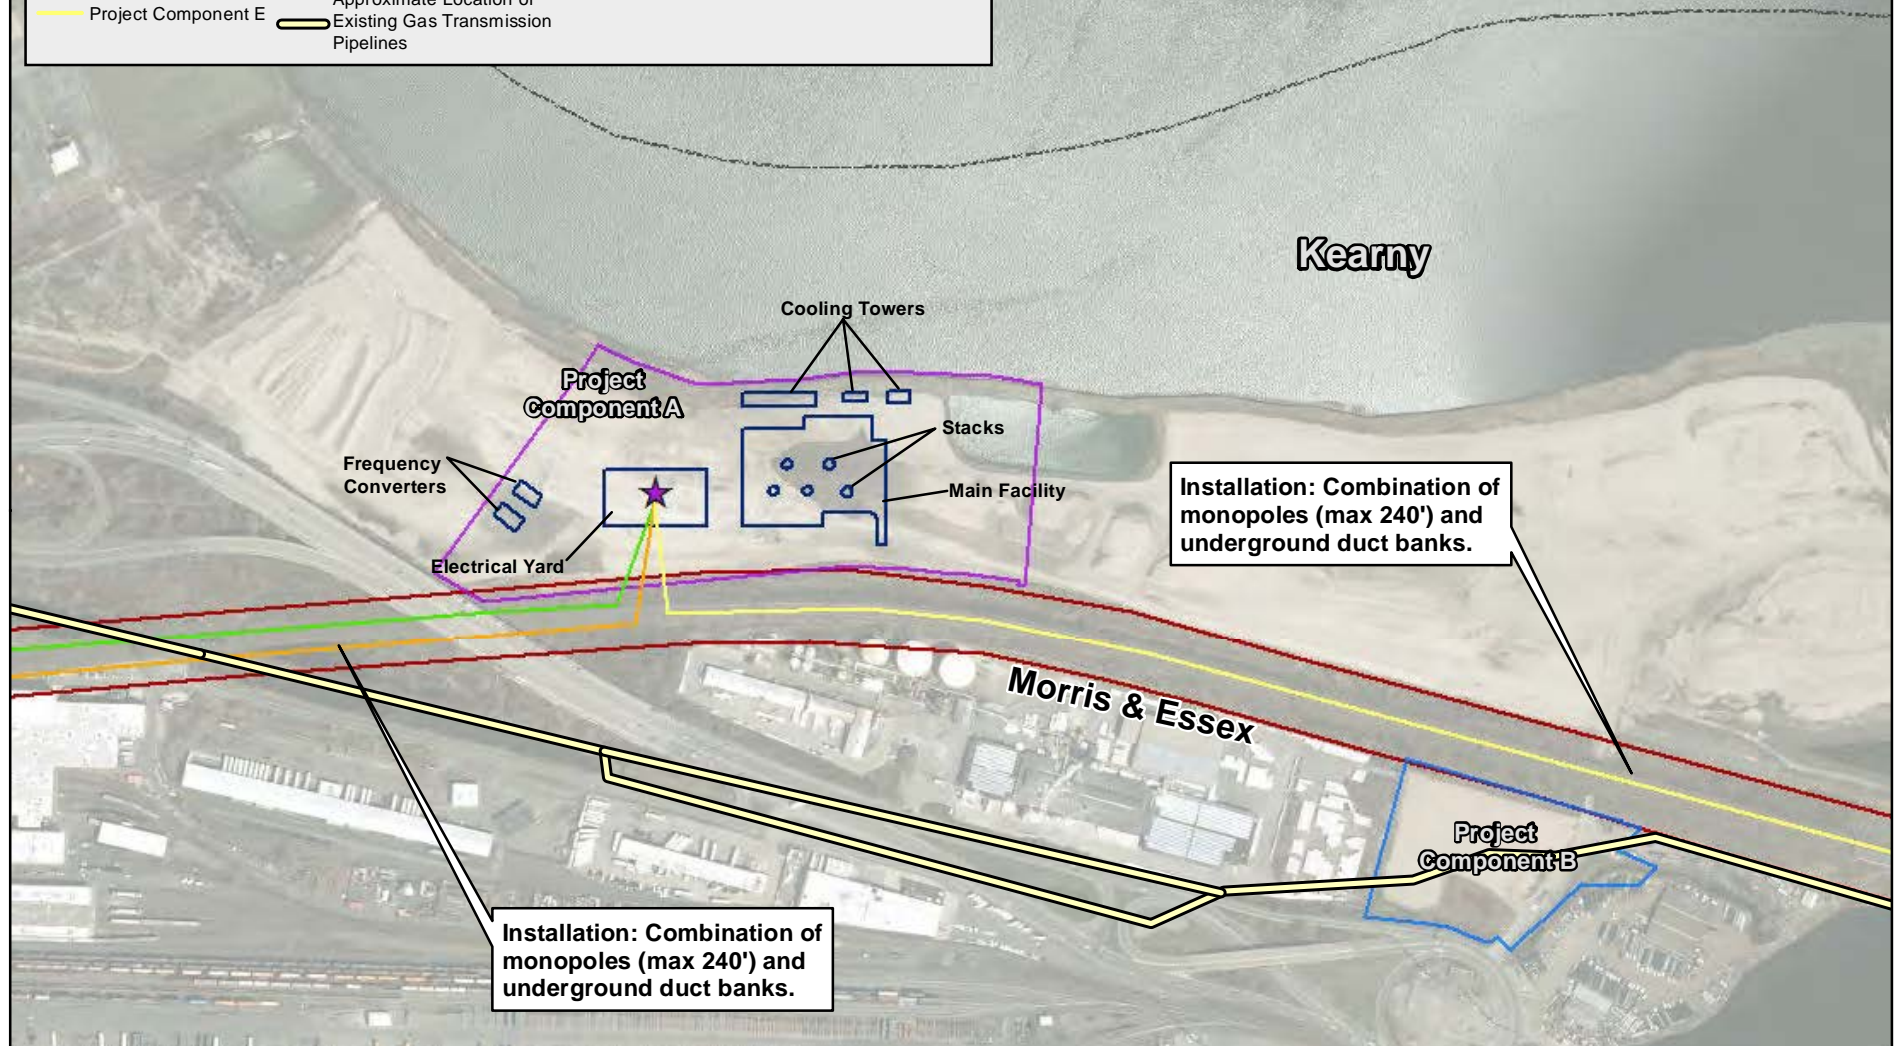 Project Component E
Approximate Location of
Existing Gas Transmission
Pipelines
Kearny
Cooling Towers
Project
Component A
Stacks
Frequency
Converters
Main Facility
Installation: Combination of
monopoles (max 240') and
underground duct banks.
Electrical Yard
Morris & Essex
Project
Component B
Installation: Combination of
monopoles (max 240') and
underground duct banks.